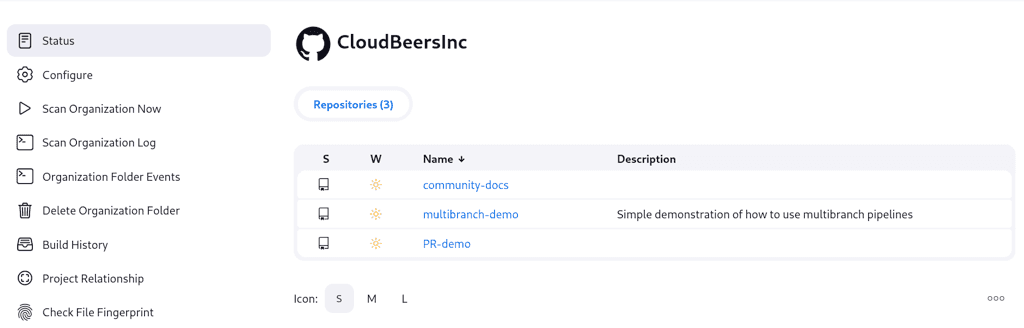 Status
Configure
Scan Organization Now
Scan Organization Log
Organization Folder Events
Delete Organization Folder
Build History
Project Relationship
Check File Fingerprint
CloudBeersInc
Repositories (3)
S W Name ↓ Description
community-docs
multibranch-demo Simple demonstration of how to use multibranch pipelines
PR-demo
Icon: S M L